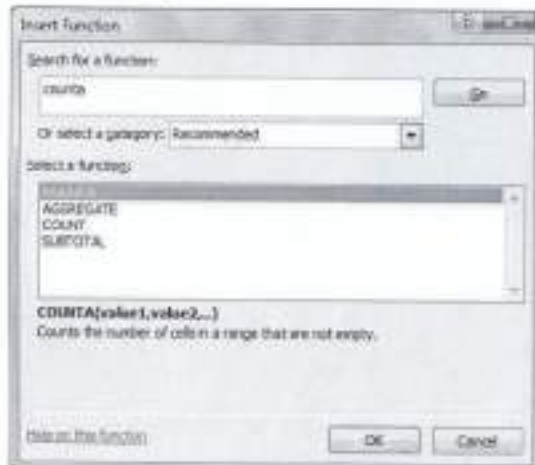 Insert Function
Search for a function:
counta
Go
Or select a category: Recommended
Select a function:
AGGREGATE
COUNT
SUBTOTAL
COUNTA(value1,value2,...)
Counts the number of cells in a range that are not empty.
Help on this function
OK
Cancel